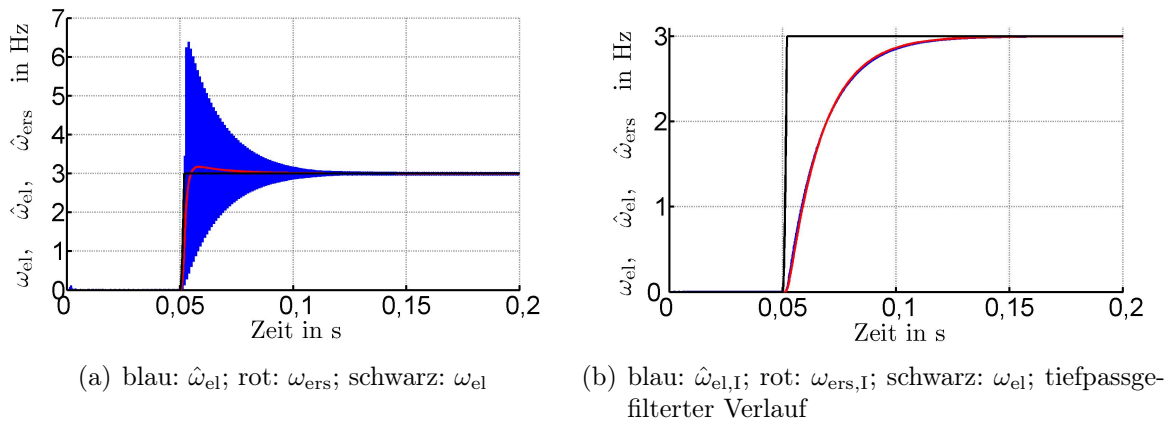 7
6
5
4
3
2
1
0
ω_el, ω̂_el, ω̂_ers in Hz
0 0,05 0,1 0,15 0,2
Zeit in s
(a) blau: ω̂_el; rot: ω_ers; schwarz: ω_el
3
2
1
0
ω_el, ω̂_el, ω̂_ers in Hz
0 0,05 0,1 0,15 0,2
Zeit in s
(b) blau: ω̂_el,I; rot: ω_ers,I; schwarz: ω_el; tiefpassge-
filterter Verlauf